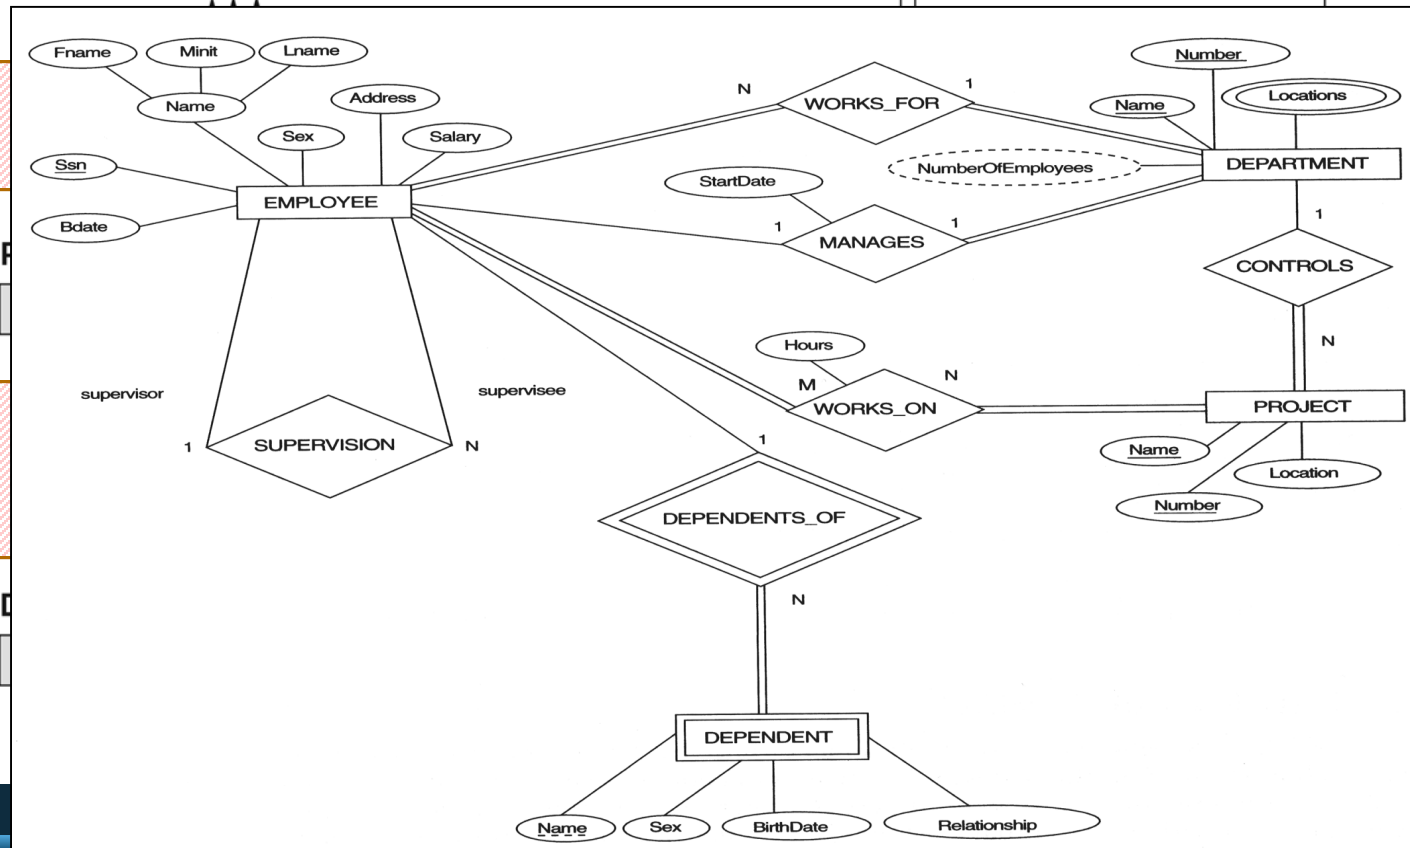 Fname
Minit
Lname
Name
Address
Sex
Salary
Ssn
Bdate
EMPLOYEE
N
WORKS_FOR
1
StartDate
1
MANAGES
1
Number
Name
Locations
NumberOfEmployees
DEPARTMENT
1
CONTROLS
N
Hours
M
WORKS_ON
N
PROJECT
Name
Number
Location
supervisor
supervisee
1
SUPERVISION
N
1
DEPENDENTS_OF
N
DEPENDENT
Name
Sex
BirthDate
Relationship